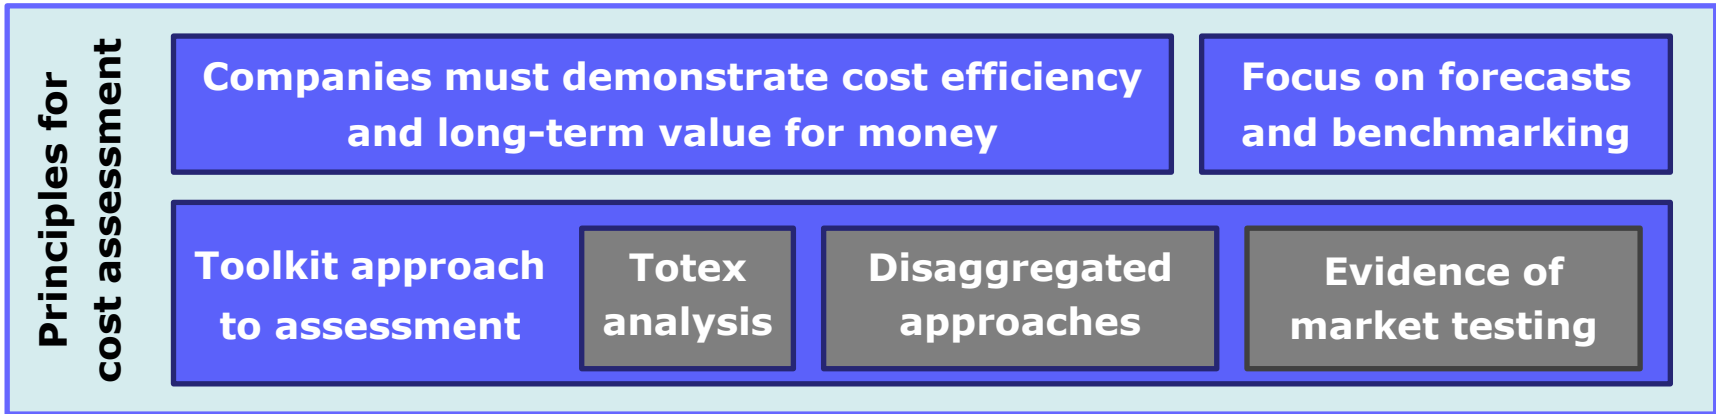 Principles for
cost assessment
Companies must demonstrate cost efficiency
and long-term value for money
Focus on forecasts
and benchmarking
Toolkit approach
to assessment
Totex
analysis
Disaggregated
approaches
Evidence of
market testing